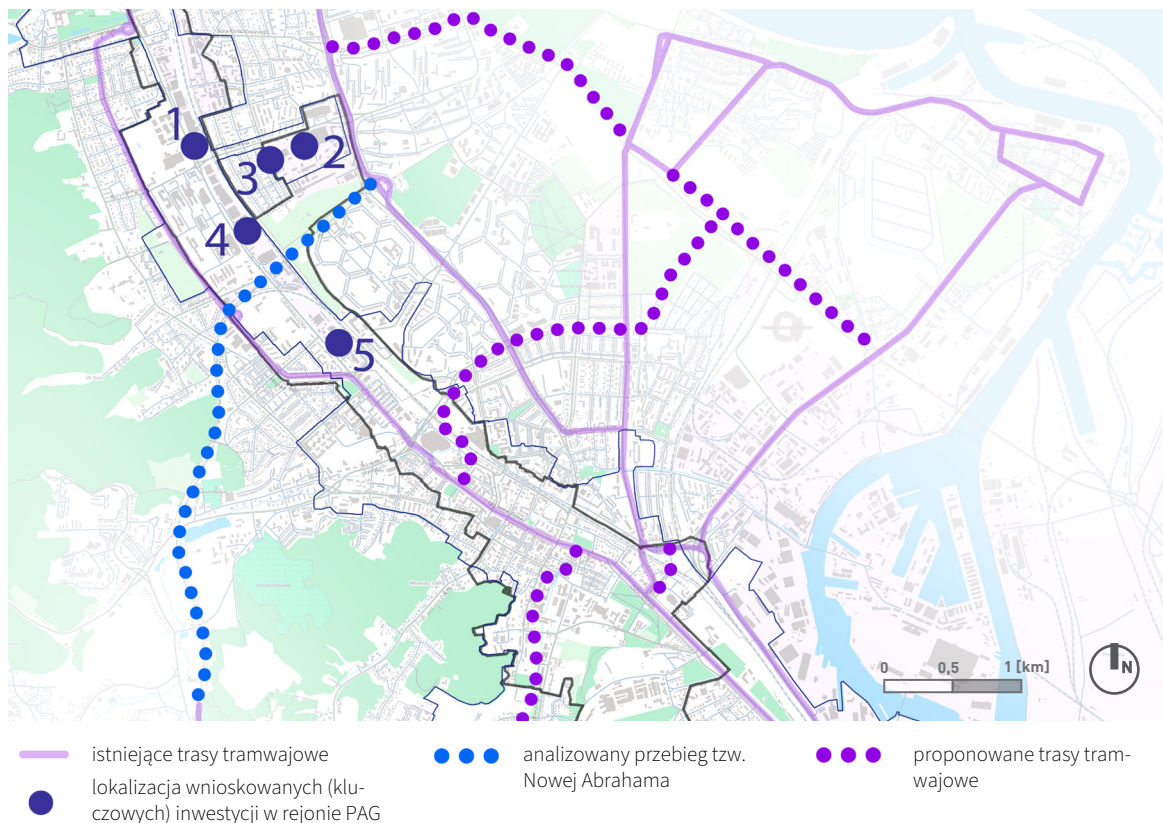 1
2
3
4
5
0 0,5 1 [km]
N
istniejące trasy tramwajowe
lokalizacja wnioskowanych (klu-
czowych) inwestycji w rejonie PAG
analizowany przebieg tzw.
Nowej Abrahama
proponowane trasy tram-
wajowe